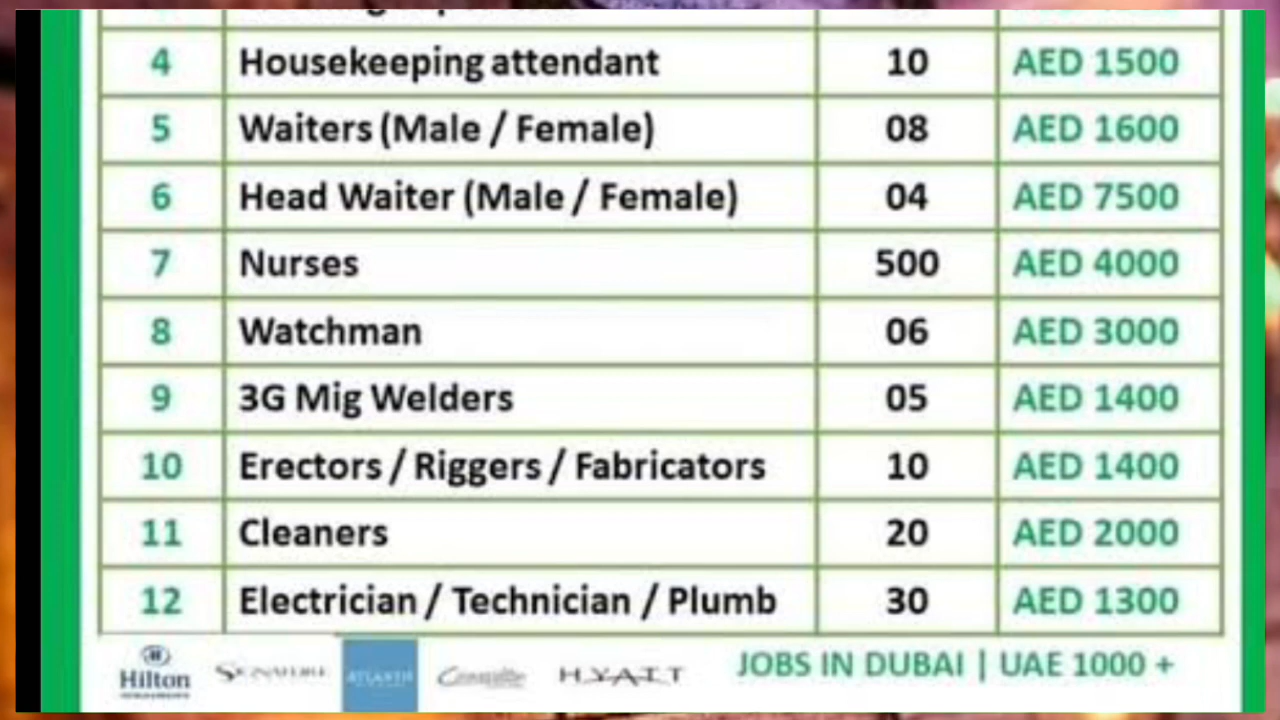 4 Housekeeping attendant 10 AED 1500
5 Waiters (Male / Female) 08 AED 1600
6 Head Waiter (Male / Female) 04 AED 7500
7 Nurses 500 AED 4000
8 Watchman 06 AED 3000
9 3G Mig Welders 05 AED 1400
10 Erectors / Riggers / Fabricators 10 AED 1400
11 Cleaners 20 AED 2000
12 Electrician / Technician / Plumb 30 AED 1300
Hilton SIGNATURE ATLANTIS HYATT JOBS IN DUBAI | UAE 1000 +